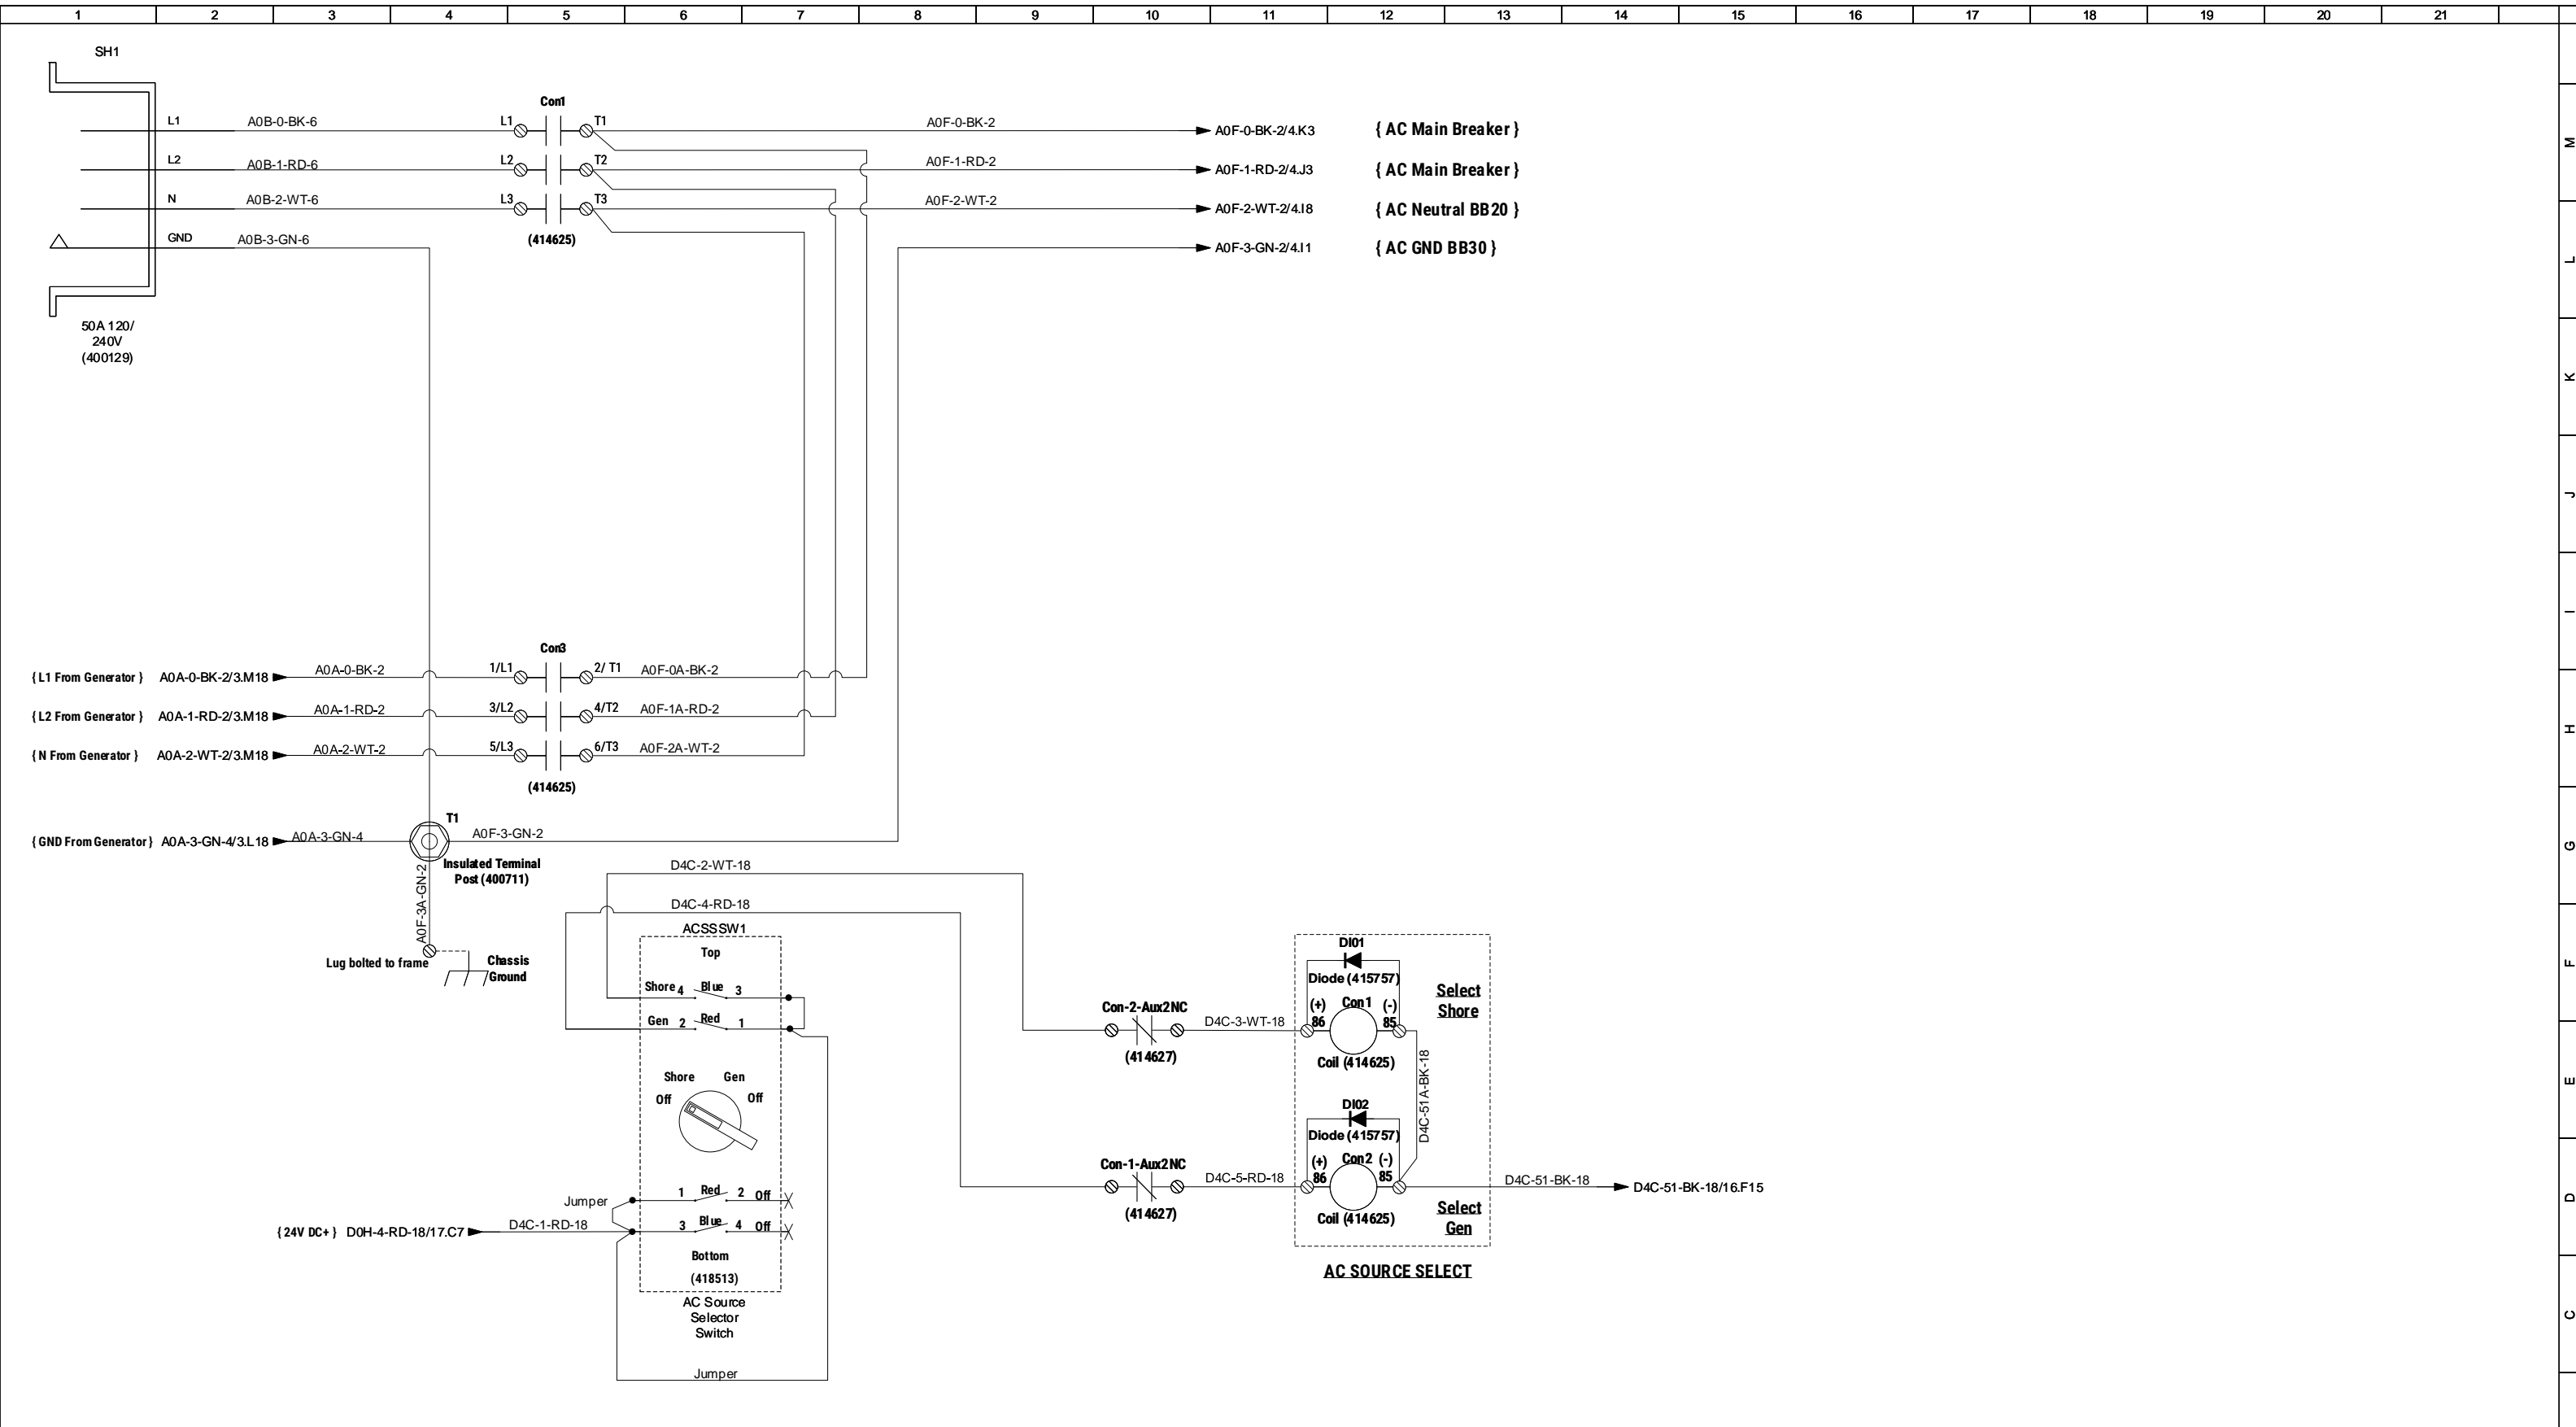 1 2 3 4 5 6 7 8 9 10 11 12 13 14 15 16 17 18 19 20 21
SH1
Con1
L1 A0B-0-BK-6 L1 T1 A0F-0-BK-2 A0F-0-BK-2/4.K3 { AC Main Breaker }
M
L2 A0B-1-RD-6 L2 T2 A0F-1-RD-2 A0F-1-RD-2/4.J3 { AC Main Breaker }
N A0B-2-WT-6 L3 T3 A0F-2-WT-2 A0F-2-WT-2/4.I8 { AC Neutral BB20 }
GND A0B-3-GN-6 (414625) A0F-3-GN-2/4.I1 { AC GND BB30 }
L
50A 120/
240V
(400129)
K
J
I
Con3
{ L1 From Generator } A0A-0-BK-2/3.M18 A0A-0-BK-2 1/L1 2/ T1 A0F-0A-BK-2
{ L2 From Generator } A0A-1-RD-2/3.M18 A0A-1-RD-2 3/L2 4/T2 A0F-1A-RD-2
H
{ N From Generator } A0A-2-WT-2/3.M18 A0A-2-WT-2 5/L3 6/T3 A0F-2A-WT-2
(414625)
T1
{ GND From Generator } A0A-3-GN-4/3.L18 A0A-3-GN-4 A0F-3-GN-2
G
Insulated Terminal
Post (400711)
A0F-3A-GN-2
Lug bolted to frame
Chassis
Ground
D4C-2-WT-18
D4C-4-RD-18
ACSSSW1
Top
Shore 4 Blue 3
Gen 2 Red 1
Shore Gen
Off Off
Jumper 1 Red 2 Off
{ 24V DC+ } D0H-4-RD-18/17.C7 D4C-1-RD-18 3 Blue 4 Off
Bottom
(418513)
AC Source
Selector
Switch
Jumper
F
DI01
Diode (415757)
Select
Shore
Con-2-Aux2NC (+) Con1 (-)
D4C-3-WT-18 86 85
(414627) Coil (414625)
D4C-51A-BK-18
E
DI02
Diode (415757)
Con-1-Aux2NC (+) Con2 (-)
D4C-5-RD-18 86 85 D4C-51-BK-18 D4C-51-BK-18/16.F15
D
(414627) Coil (414625)
Select
Gen
AC SOURCE SELECT
C